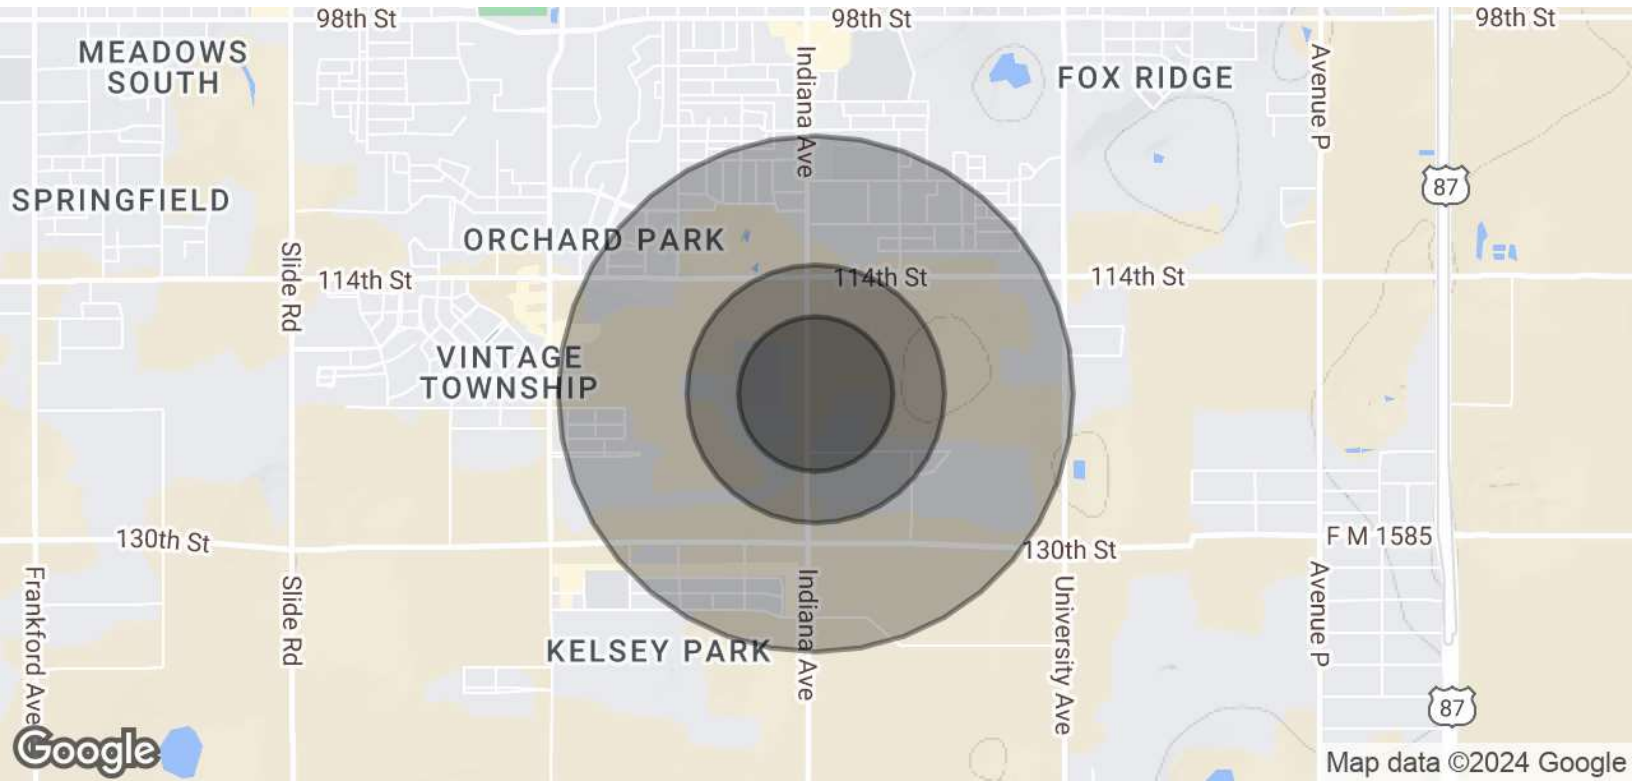 98th St
98th St
98th St
MEADOWS
SOUTH
Indiana Ave
FOX RIDGE
Avenue P
87
SPRINGFIELD
ORCHARD PARK
Slide Rd
114th St
114th St
114th St
VINTAGE
TOWNSHIP
130th St
130th St
F M 1585
Frankford Ave
Slide Rd
Indiana Ave
University Ave
Avenue P
KELSEY PARK
87
Google
Map data ©2024 Google